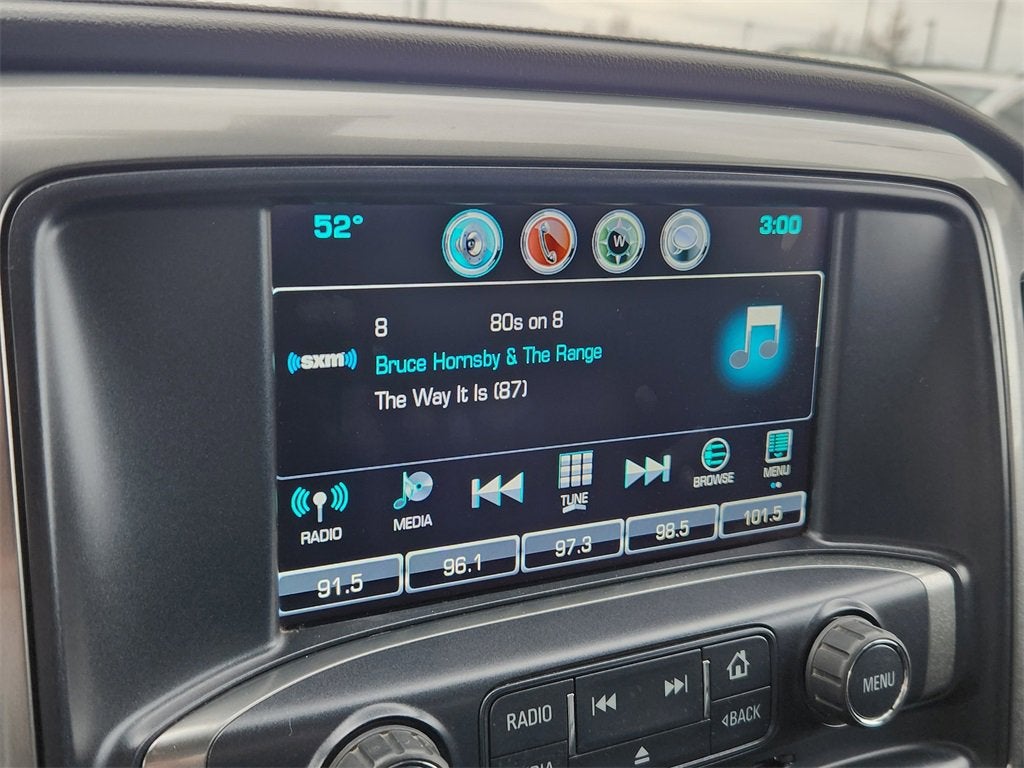 52° W 3:00
8 80s on 8
sxm
Bruce Hornsby & The Range
The Way It Is (87)
RADIO MEDIA TUNE BROWSE MENU
91.5 96.1 97.3 98.5 101.5
RADIO MENU
◃BACK
MEDIA